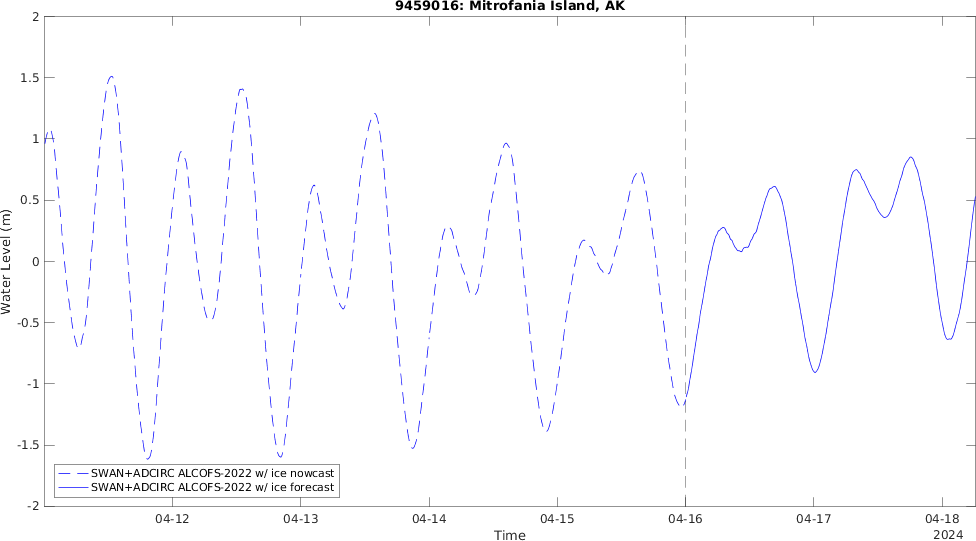 9459016: Mitrofania Island, AK
2
1.5
1
0.5
0
-0.5
-1
-1.5
-2
Water Level (m)
SWAN+ADCIRC ALCOFS-2022 w/ ice nowcast
SWAN+ADCIRC ALCOFS-2022 w/ ice forecast
04-12 04-13 04-14 04-15 04-16 04-17 04-18
Time
2024